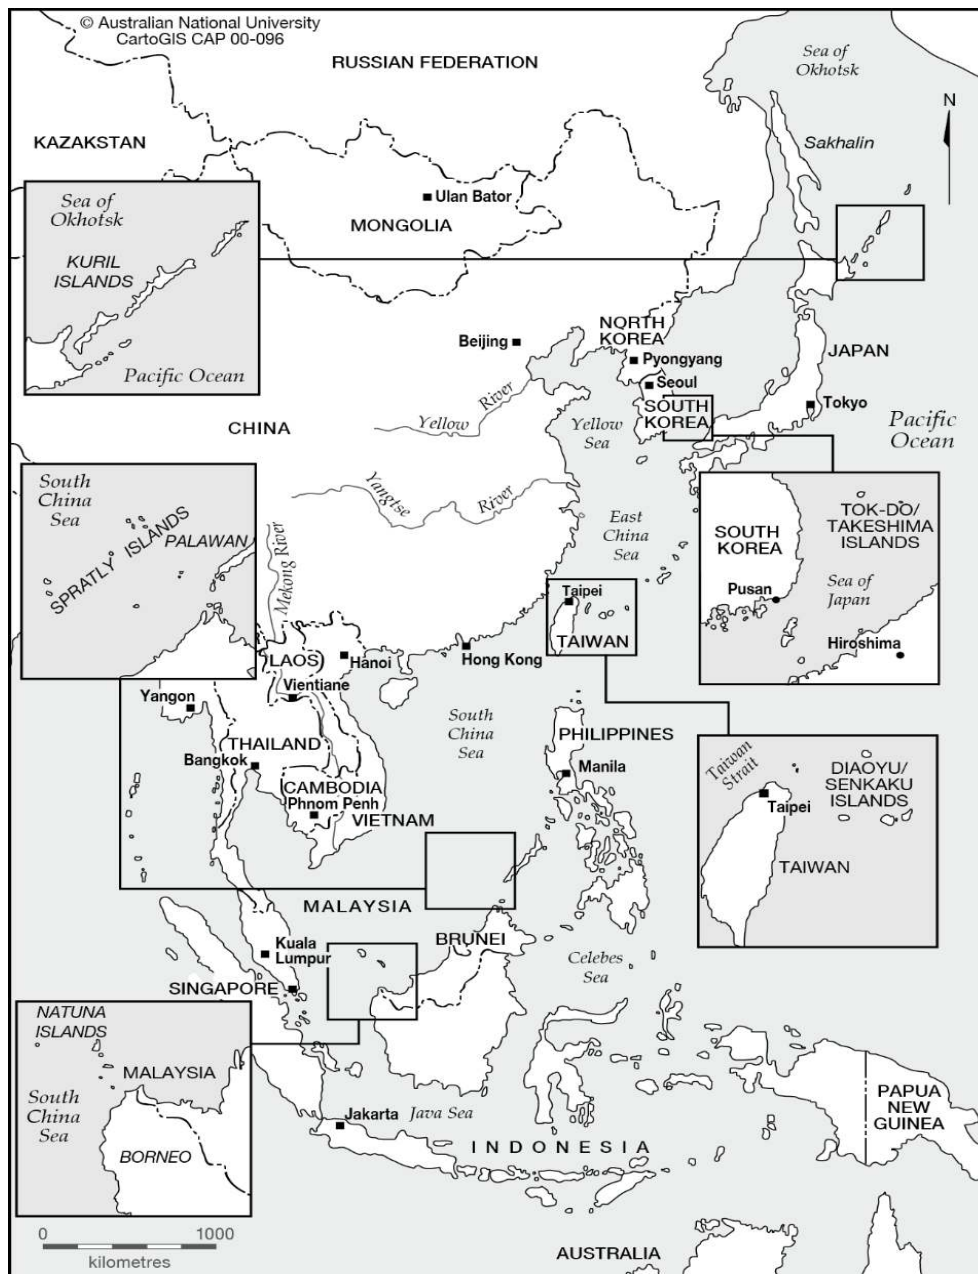 © Australian National University
CartoGIS CAP 00-096
RUSSIAN FEDERATION
Sea of
Okhotsk
N
KAZAKSTAN
Sakhalin
Sea of
Okhotsk
Ulan Bator
MONGOLIA
KURIL
ISLANDS
Pacific Ocean
NORTH
KOREA
Beijing
Pyongyang
JAPAN
Seoul
SOUTH
KOREA
Tokyo
Yellow River
Yellow
Sea
Pacific
Ocean
CHINA
South
China
Sea
SPRATLY ISLANDS
PALAWAN
Yangtse River
Mekong River
East
China
Sea
TOK-DO/
TAKESHIMA
ISLANDS
SOUTH
KOREA
Pusan
Sea of
Japan
Hiroshima
Taipei
TAIWAN
LAOS
Hanoi
Hong Kong
Vientiane
Yangon
South
China
Sea
PHILIPPINES
THAILAND
Bangkok
Manila
CAMBODIA
Phnom Penh
VIETNAM
Taiwan
Strait
DIAOYU/
SENKAKU
ISLANDS
Taipei
TAIWAN
MALAYSIA
BRUNEI
Kuala
Lumpur
Celebes
Sea
SINGAPORE
NATUNA
ISLANDS
MALAYSIA
South
China
Sea
BORNEO
Jakarta
Java Sea
INDONESIA
PAPUA
NEW
GUINEA
0 1000
kilometres
AUSTRALIA